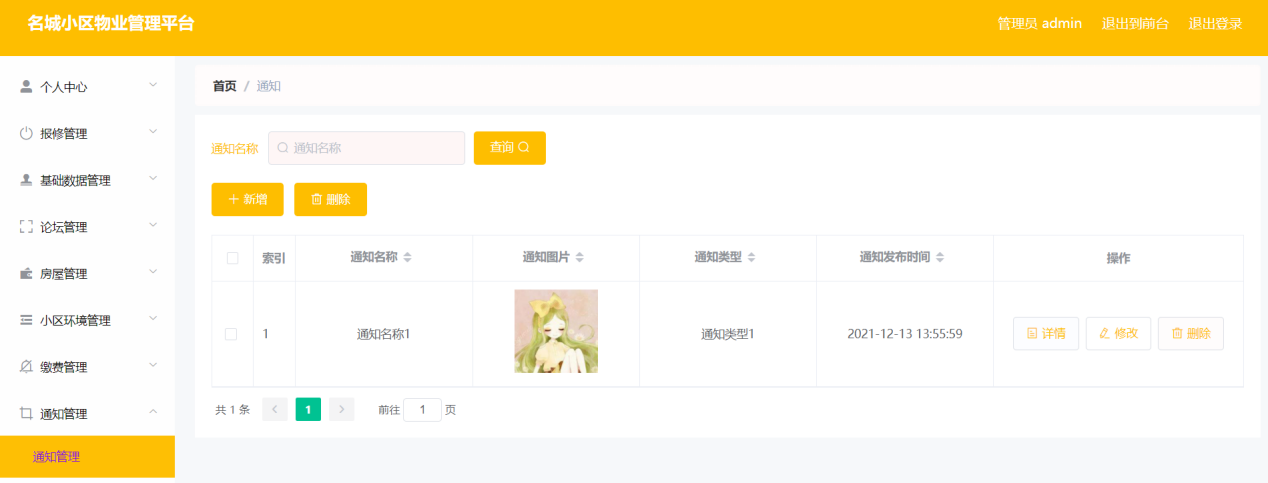 名城小区物业管理平台
管理员 admin 退出到前台 退出登录
个人中心
报修管理
基础数据管理
论坛管理
房屋管理
小区环境管理
缴费管理
通知管理
通知管理
首页 / 通知
通知名称 通知名称 查询
新增 删除
索引 通知名称 通知图片 通知类型 通知发布时间 操作
1 通知名称1 通知类型1 2021-12-13 13:55:59 详情 修改 删除
共 1 条 1 前往 1 页